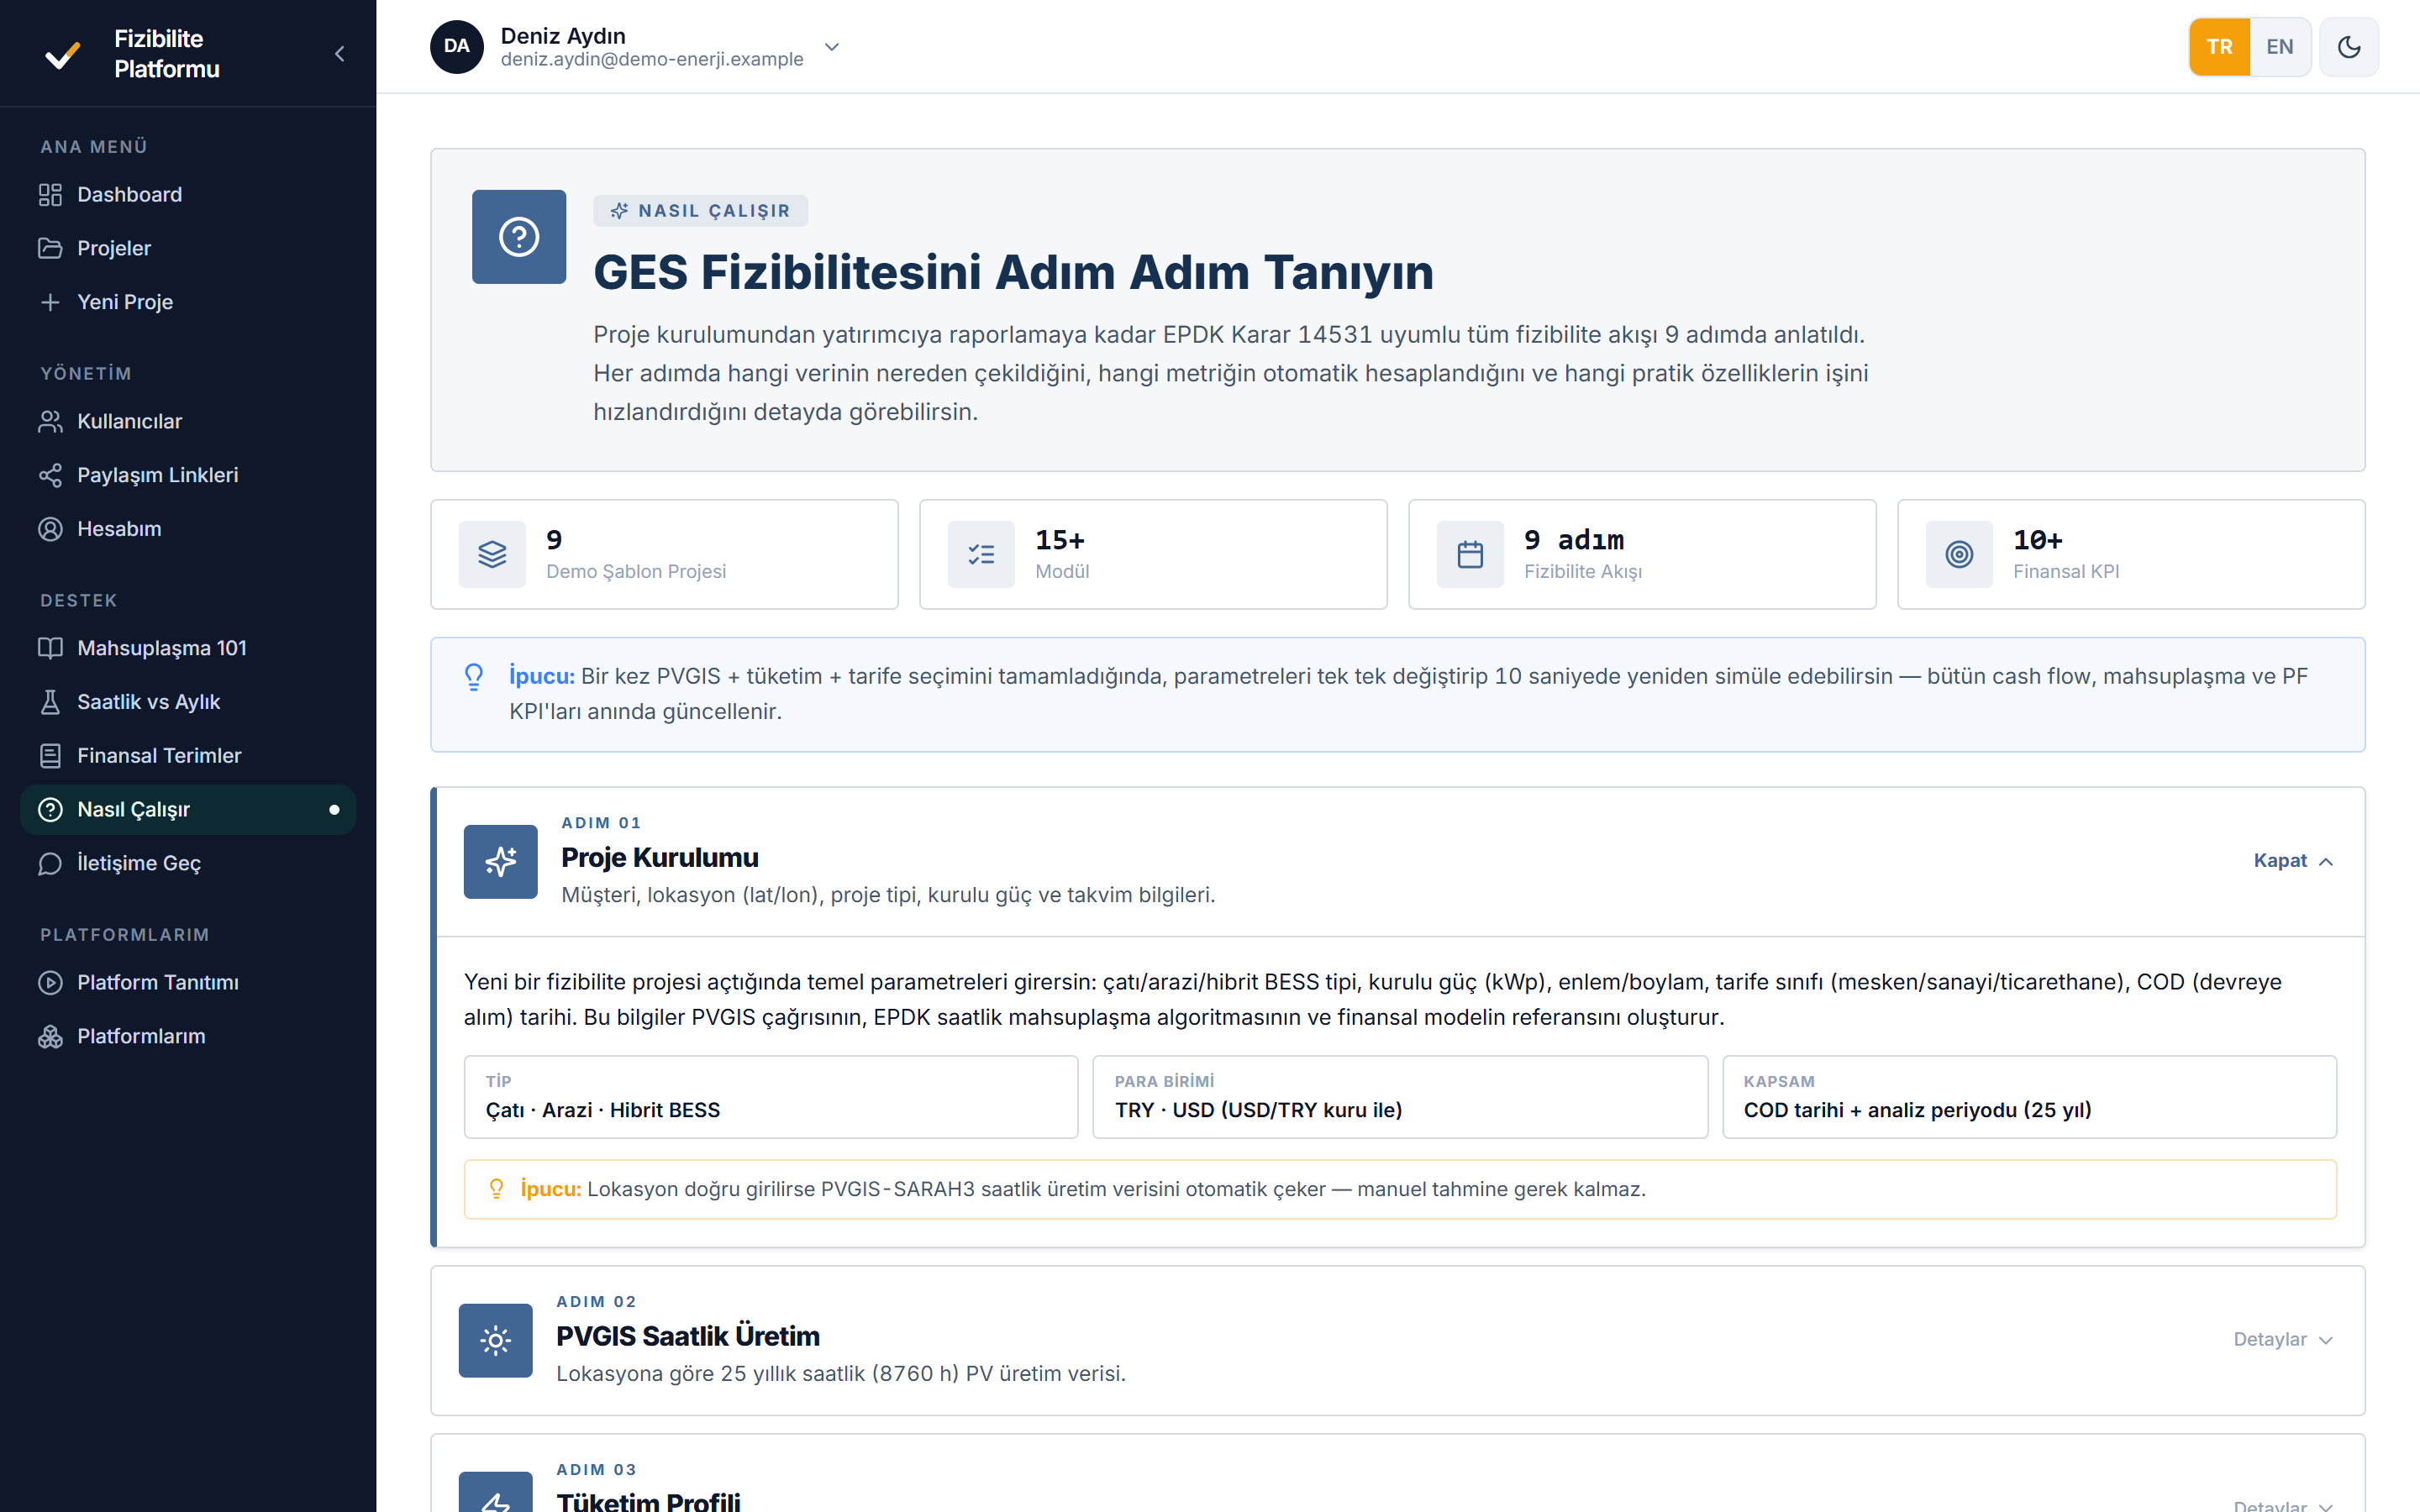 Fizibilite
Platformu
ANA MENÜ
Dashboard
Projeler
Yeni Proje
YÖNETİM
Kullanıcılar
Paylaşım Linkleri
Hesabım
DESTEK
Mahsuplaşma 101
Saatlik vs Aylık
Finansal Terimler
Nasıl Çalışır
İletişime Geç
PLATFORMLARIM
Platform Tanıtımı
Platformlarım
DA
Deniz Aydın
deniz.aydin@demo-enerji.example
TR
EN
NASIL ÇALIŞIR
GES Fizibilitesini Adım Adım Tanıyın
Proje kurulumundan yatırımcıya raporlamaya kadar EPDK Karar 14531 uyumlu tüm fizibilite akışı 9 adımda anlatıldı.
Her adımda hangi verinin nereden çekildiğini, hangi metriğin otomatik hesaplandığını ve hangi pratik özelliklerin işini
hızlandırdığını detayda görebilirsin.
9
Demo Şablon Projesi
15+
Modül
9 adım
Fizibilite Akışı
10+
Finansal KPI
İpucu: Bir kez PVGIS + tüketim + tarife seçimini tamamladığında, parametreleri tek tek değiştirip 10 saniyede yeniden simüle edebilirsin — bütün cash flow, mahsuplaşma ve PF
KPI'ları anında güncellenir.
ADIM 01
Proje Kurulumu
Müşteri, lokasyon (lat/lon), proje tipi, kurulu güç ve takvim bilgileri.
Kapat
Yeni bir fizibilite projesi açtığında temel parametreleri girersin: çatı/arazi/hibrit BESS tipi, kurulu güç (kWp), enlem/boylam, tarife sınıfı (mesken/sanayi/ticarethane), COD (devreye
alım) tarihi. Bu bilgiler PVGIS çağrısının, EPDK saatlik mahsuplaşma algoritmasının ve finansal modelin referansını oluşturur.
TİP
Çatı · Arazi · Hibrit BESS
PARA BİRİMİ
TRY · USD (USD/TRY kuru ile)
KAPSAM
COD tarihi + analiz periyodu (25 yıl)
İpucu: Lokasyon doğru girilirse PVGIS-SARAH3 saatlik üretim verisini otomatik çeker — manuel tahmine gerek kalmaz.
ADIM 02
PVGIS Saatlik Üretim
Lokasyona göre 25 yıllık saatlik (8760 h) PV üretim verisi.
Detaylar
ADIM 03
Tüketim Profili
Detaylar